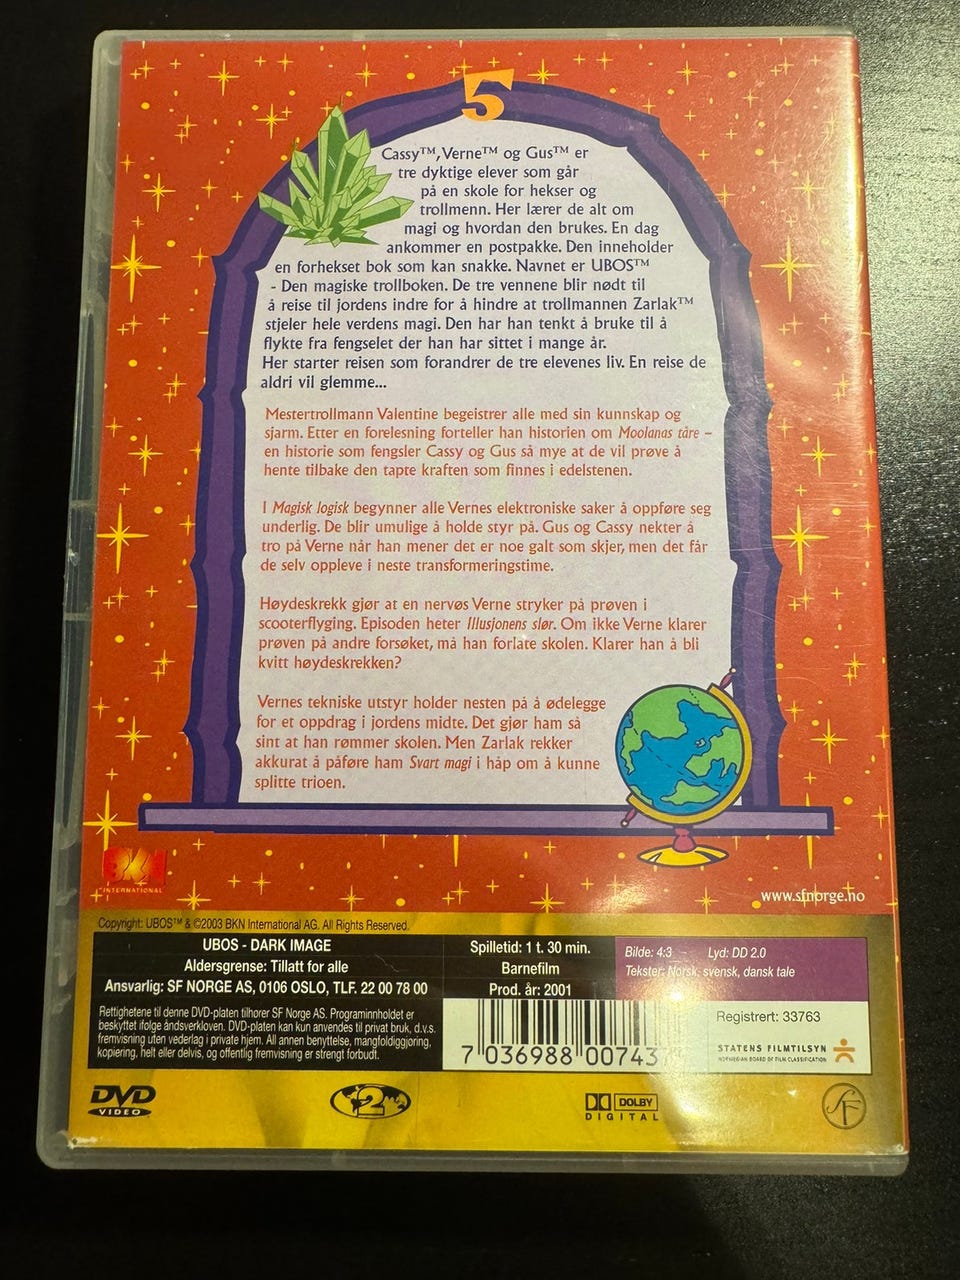 5
Cassy™, Verne™ og Gus™ er
tre dyktige elever som går
på en skole for hekser og
trollmenn. Her lærer de alt om
magi og hvordan den brukes. En dag
ankommer en postpakke. Den inneholder
en forhekset bok som kan snakke. Navnet er UBOS™
- Den magiske trollboken. De tre vennene blir nødt til
å reise til jordens indre for å hindre at trollmannen Zarlak™
stjeler hele verdens magi. Den har han tenkt å bruke til å
flykte fra fengselet der han har sittet i mange år.
Her starter reisen som forandrer de tre elevenes liv. En reise de
aldri vil glemme...
Mestertrollmann Valentine begeistrer alle med sin kunnskap og
sjarm. Etter en forelesning forteller han historien om Moolanas tåre –
en historie som fengsler Cassy og Gus så mye at de vil prøve å
hente tilbake den tapte kraften som finnes i edelstenen.
I Magisk logisk begynner alle Vernes elektroniske saker å oppføre seg
underlig. De blir umulige å holde styr på. Gus og Cassy nekter å
tro på Verne når han mener det er noe galt som skjer, men det får
de selv oppleve i neste transformeringstime.
Høydeskrekk gjør at en nervøs Verne stryker på prøven i
scooterflyging. Episoden heter Illusjonens slør. Om ikke Verne klarer
prøven på andre forsøket, må han forlate skolen. Klarer han å bli
kvitt høydeskrekken?
Vernes tekniske utstyr holder nesten på å ødelegge
for et oppdrag i jordens midte. Det gjør ham så
sint at han rømmer skolen. Men Zarlak rekker
akkurat å påføre ham Svart magi i håp om å kunne
splitte trioen.
BKN
INTERNATIONAL
www.sfnorge.no
Copyright: UBOS™ & ©2003 BKN International AG. All Rights Reserved.
UBOS - DARK IMAGE
Aldersgrense: Tillatt for alle
Ansvarlig: SF NORGE AS, 0106 OSLO, TLF. 22 00 78 00
Spilletid: 1 t. 30 min.
Barnefilm
Prod. år: 2001
Bilde: 4:3 Lyd: DD 2.0
Tekster: Norsk, svensk, dansk tale
Rettighetene til denne DVD-platen tilhører SF Norge AS. Programinnholdet er
beskyttet ifølge åndsverkloven. DVD-platen kan kun anvendes til privat bruk, d.v.s.
fremvisning uten vederlag i private hjem. All annen benyttelse, mangfoldiggjøring,
kopiering, helt eller delvis, og offentlig fremvisning er strengt forbudt.
7 036988 00743
Registrert: 33763
STATENS FILMTILSYN
NORWEGIAN BOARD OF FILM CLASSIFICATION
DVD
VIDEO
2
DOLBY
DIGITAL
SF